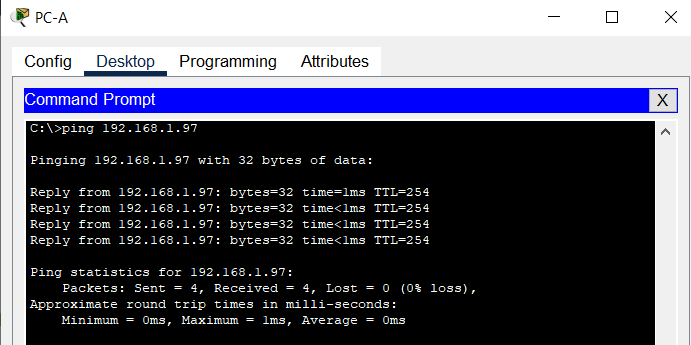 PC-A
Config Desktop Programming Attributes
Command Prompt X
C:\>ping 192.168.1.97
Pinging 192.168.1.97 with 32 bytes of data:
Reply from 192.168.1.97: bytes=32 time=1ms TTL=254
Reply from 192.168.1.97: bytes=32 time<1ms TTL=254
Reply from 192.168.1.97: bytes=32 time<1ms TTL=254
Reply from 192.168.1.97: bytes=32 time<1ms TTL=254
Ping statistics for 192.168.1.97:
Packets: Sent = 4, Received = 4, Lost = 0 (0% loss),
Approximate round trip times in milli-seconds:
Minimum = 0ms, Maximum = 1ms, Average = 0ms